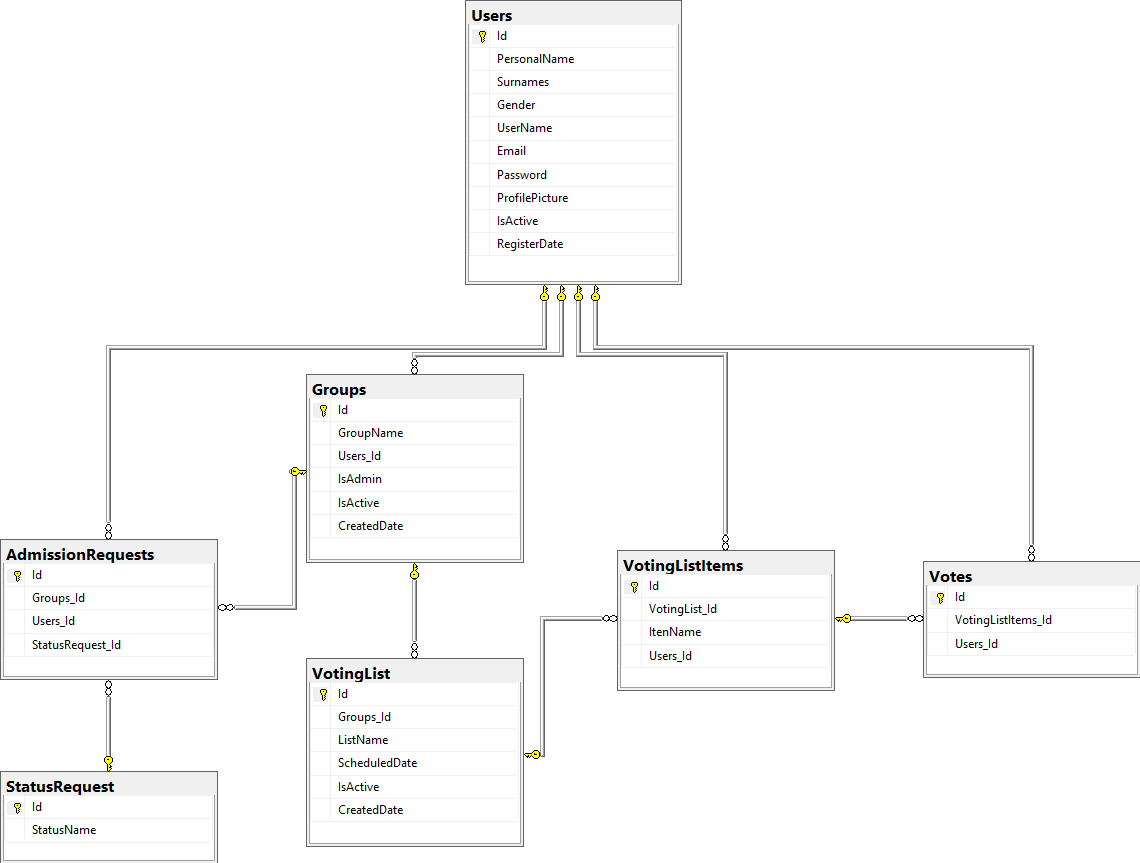 Users
Id
PersonalName
Surnames
Gender
UserName
Email
Password
ProfilePicture
IsActive
RegisterDate
Groups
Id
GroupName
Users_Id
IsAdmin
IsActive
CreatedDate
AdmissionRequests
Id
Groups_Id
Users_Id
StatusRequest_Id
VotingListItems
Id
VotingList_Id
ItenName
Users_Id
Votes
Id
VotingListItems_Id
Users_Id
VotingList
Id
Groups_Id
ListName
ScheduledDate
IsActive
CreatedDate
StatusRequest
Id
StatusName